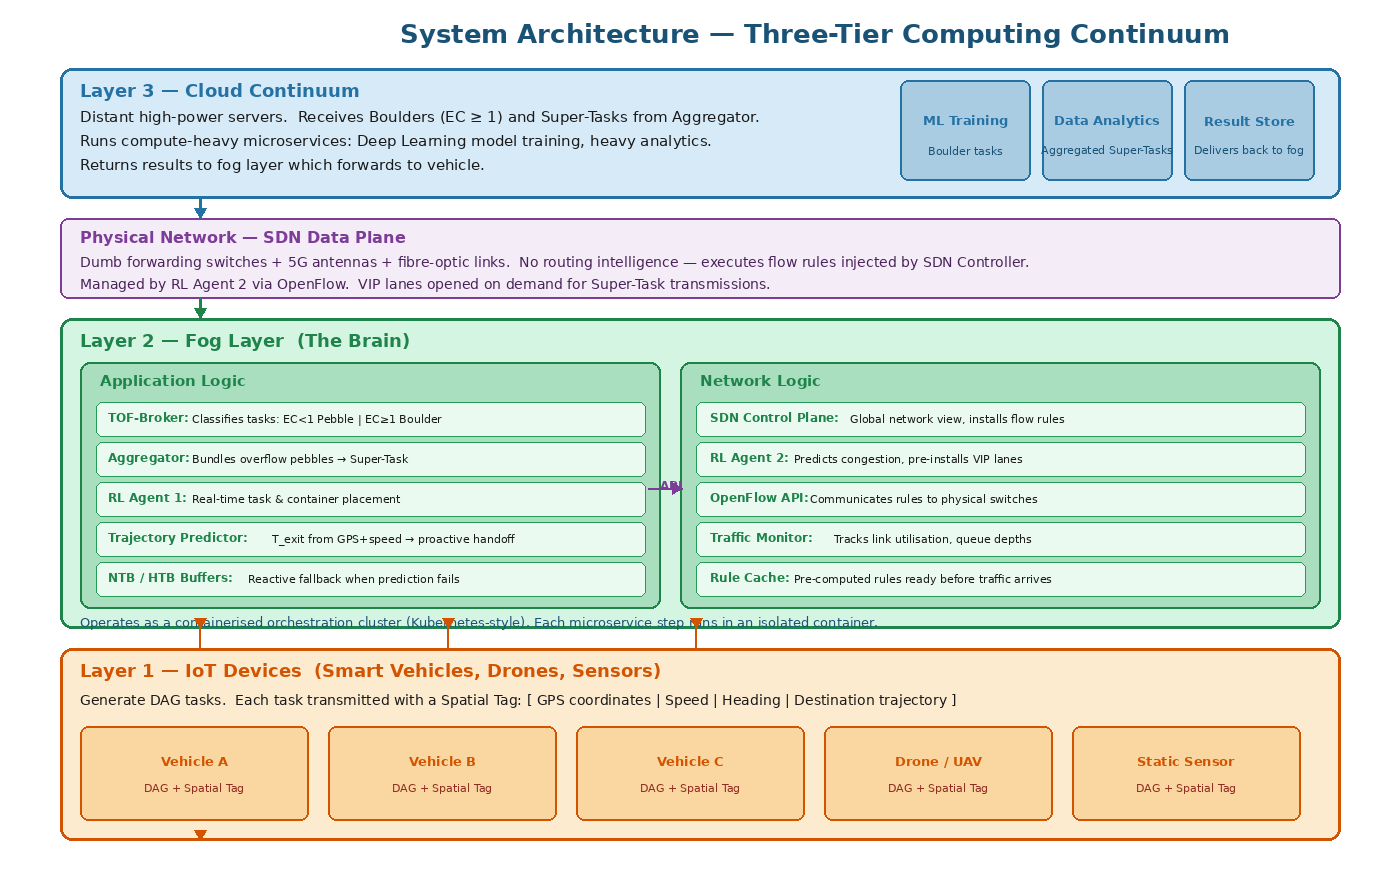 System Architecture — Three-Tier Computing Continuum
Layer 3 — Cloud Continuum
Distant high-power servers.  Receives Boulders (EC ≥ 1) and Super-Tasks from Aggregator.
Runs compute-heavy microservices: Deep Learning model training, heavy analytics.
Returns results to fog layer which forwards to vehicle.
ML Training
Boulder tasks
Data Analytics
Aggregated Super-Tasks
Result Store
Delivers back to fog
Physical Network — SDN Data Plane
Dumb forwarding switches + 5G antennas + fibre-optic links.  No routing intelligence — executes flow rules injected by SDN Controller.
Managed by RL Agent 2 via OpenFlow.  VIP lanes opened on demand for Super-Task transmissions.
Layer 2 — Fog Layer  (The Brain)
Application Logic
TOF-Broker: Classifies tasks: EC<1 Pebble | EC≥1 Boulder
Aggregator: Bundles overflow pebbles → Super-Task
RL Agent 1: Real-time task & container placement
Trajectory Predictor: T_exit from GPS+speed → proactive handoff
NTB / HTB Buffers: Reactive fallback when prediction fails
API
Network Logic
SDN Control Plane: Global network view, installs flow rules
RL Agent 2: Predicts congestion, pre-installs VIP lanes
OpenFlow API: Communicates rules to physical switches
Traffic Monitor: Tracks link utilisation, queue depths
Rule Cache: Pre-computed rules ready before traffic arrives
Operates as a containerised orchestration cluster (Kubernetes-style). Each microservice step runs in an isolated container.
Layer 1 — IoT Devices  (Smart Vehicles, Drones, Sensors)
Generate DAG tasks.  Each task transmitted with a Spatial Tag: [ GPS coordinates | Speed | Heading | Destination trajectory ]
Vehicle A
DAG + Spatial Tag
Vehicle B
DAG + Spatial Tag
Vehicle C
DAG + Spatial Tag
Drone / UAV
DAG + Spatial Tag
Static Sensor
DAG + Spatial Tag